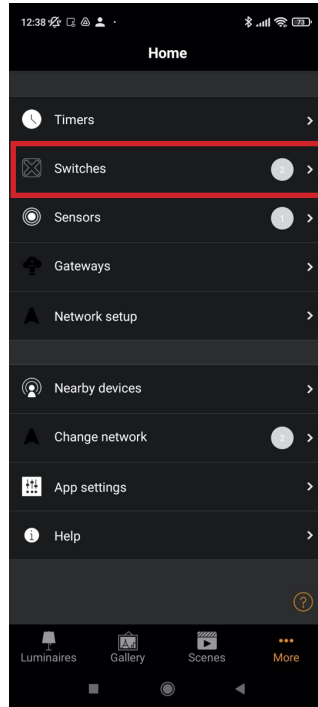 12:38
73
Home
Timers
Switches
2
Sensors
1
Gateways
Network setup
Nearby devices
Change network
2
App settings
Help
?
Luminaires
Gallery
Scenes
More